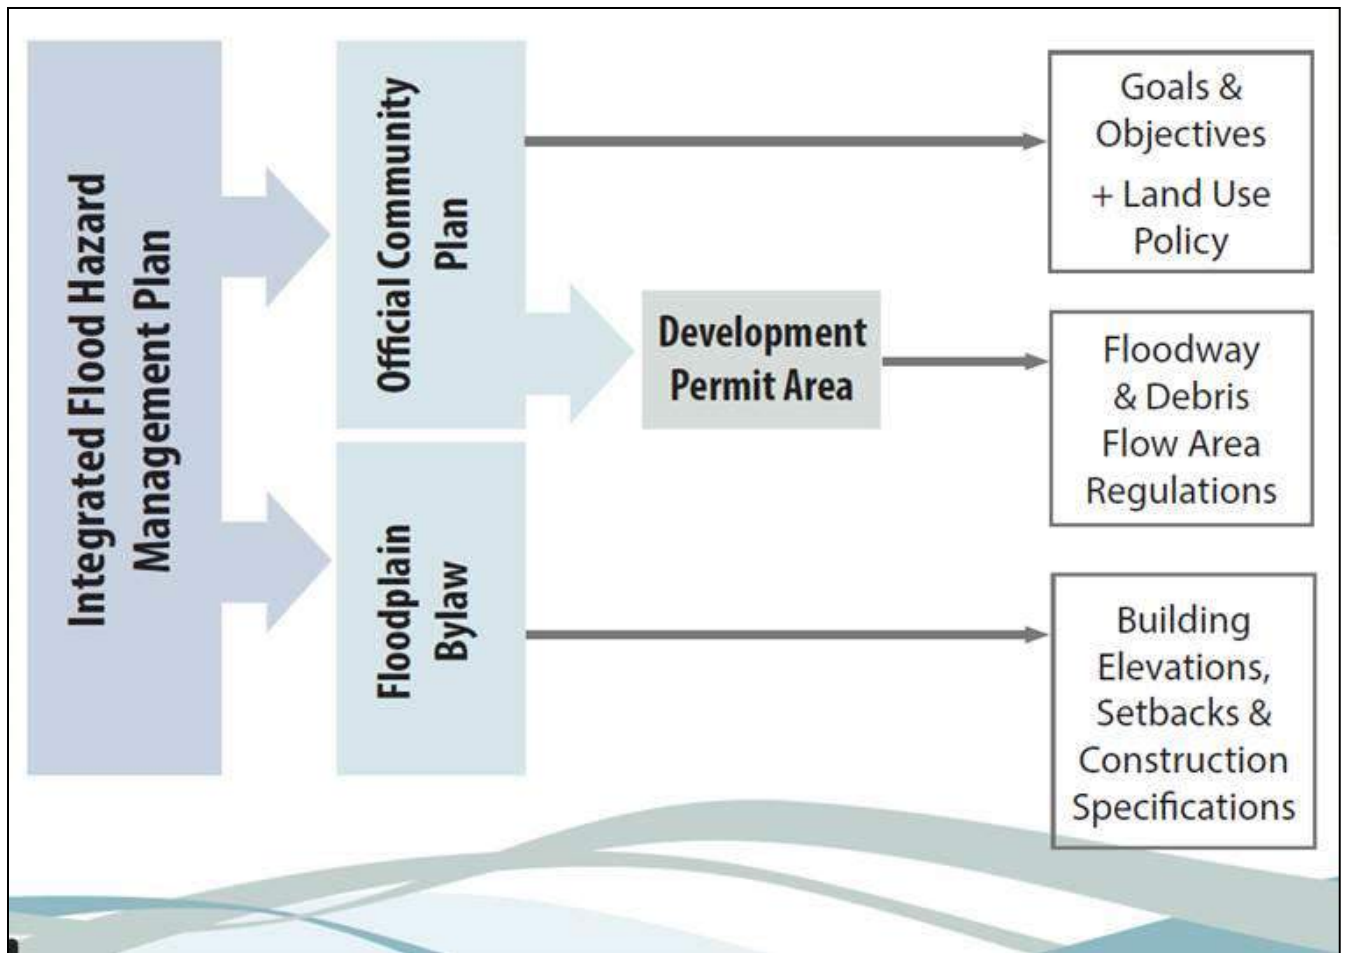 Integrated Flood Hazard
Management Plan
Official Community
Plan
Floodplain
Bylaw
Development
Permit Area
Goals &
Objectives
+ Land Use
Policy
Floodway
& Debris
Flow Area
Regulations
Building
Elevations,
Setbacks &
Construction
Specifications